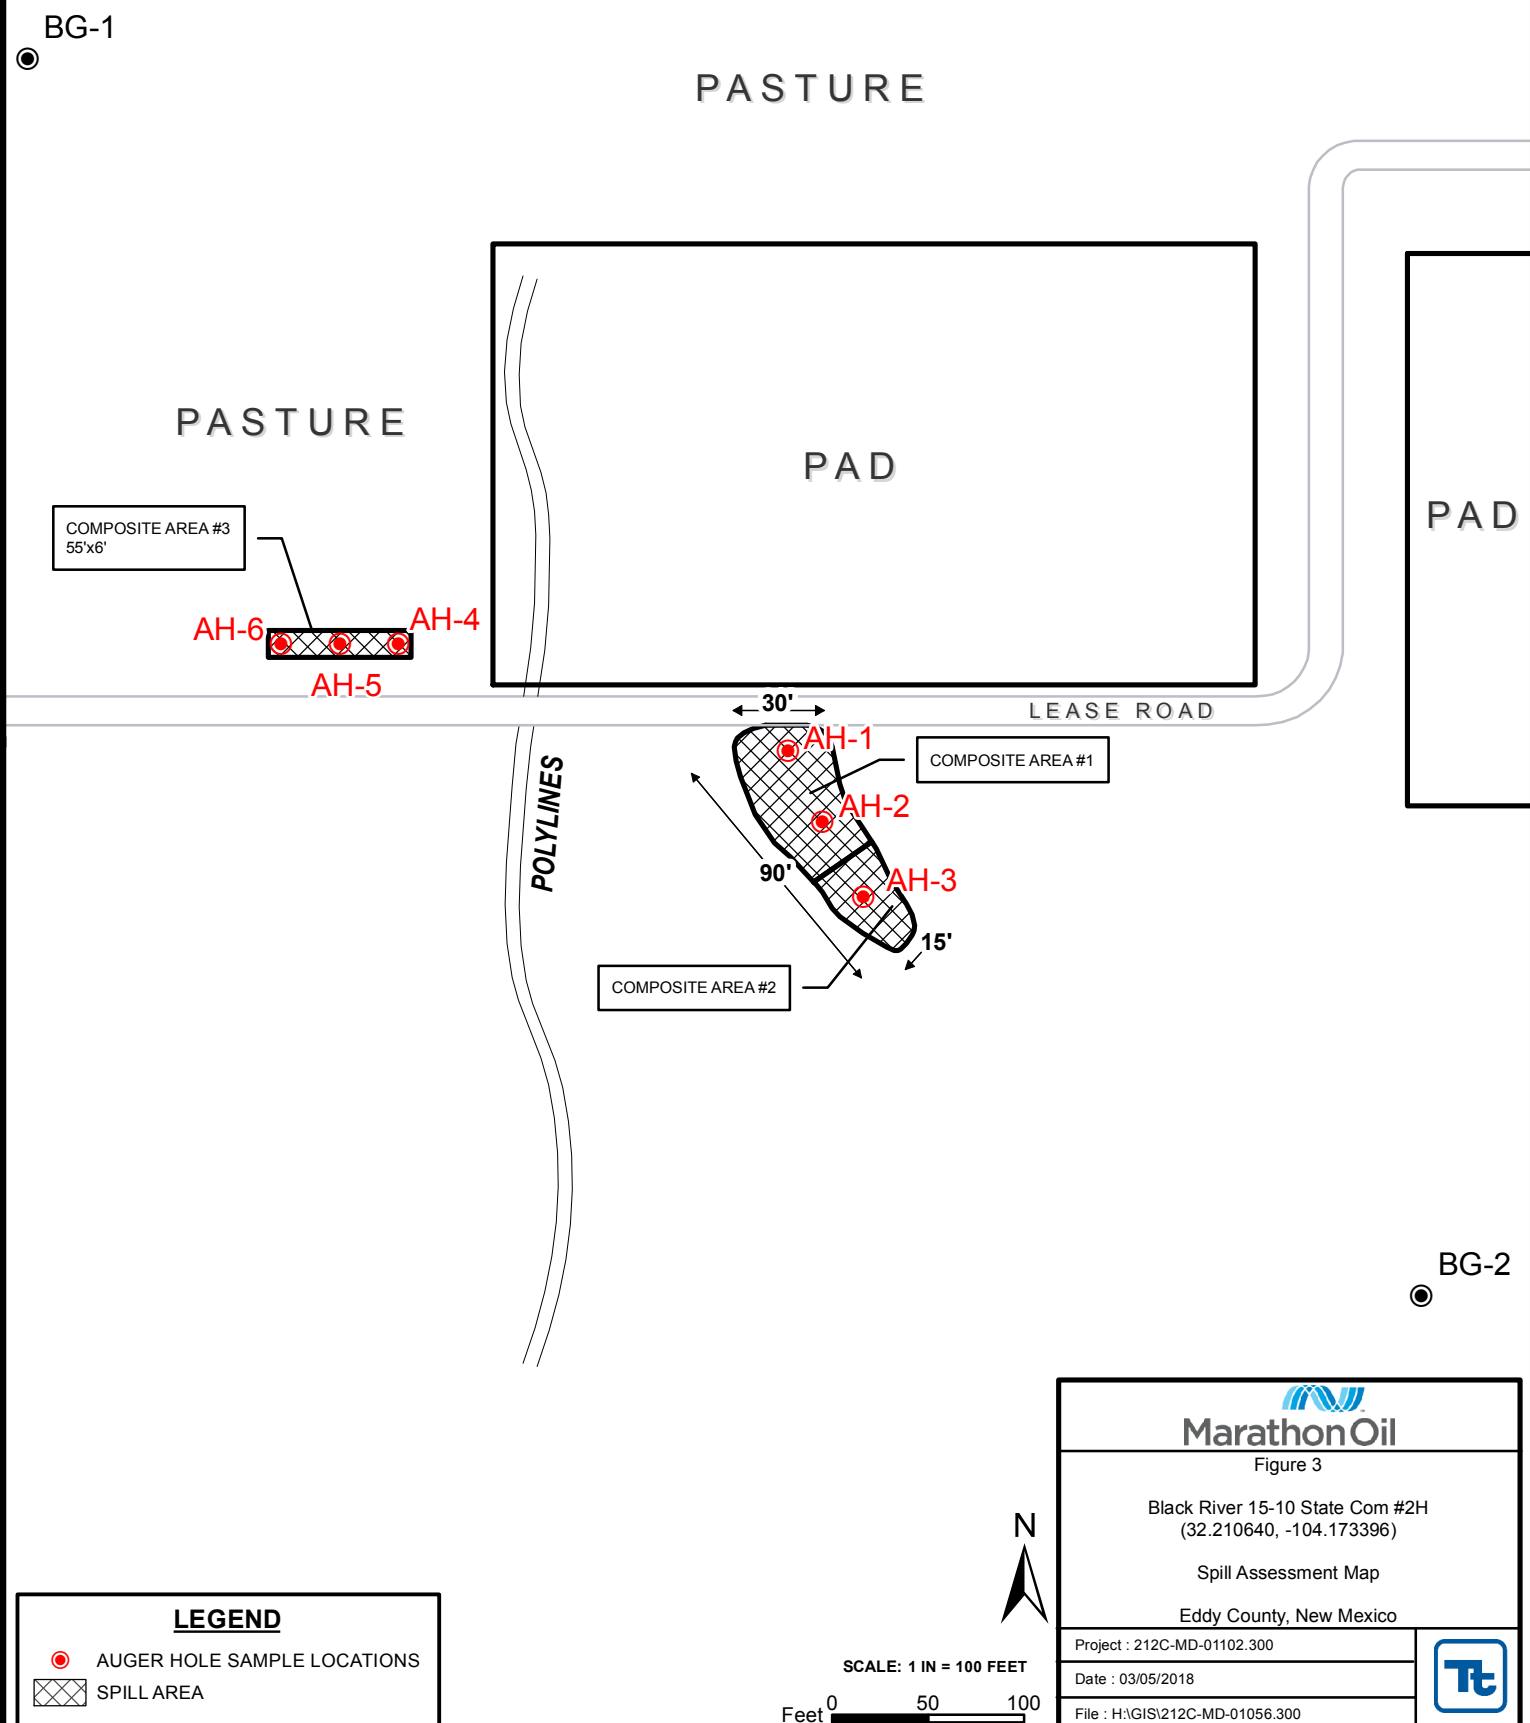 BG-1
PASTURE
PASTURE
PAD
PAD
COMPOSITE AREA #3
55'x6'
AH-6
AH-4
AH-5
30'
LEASE ROAD
AH-1
COMPOSITE AREA #1
POLYLINES
AH-2
90'
AH-3
15'
COMPOSITE AREA #2
BG-2
Marathon Oil
Figure 3
Black River 15-10 State Com #2H
(32.210640, -104.173396)
Spill Assessment Map
Eddy County, New Mexico
Project : 212C-MD-01102.300
Date : 03/05/2018
File : H:\GIS\212C-MD-01056.300
Tt
N
SCALE: 1 IN = 100 FEET
Feet 0 50 100
LEGEND
AUGER HOLE SAMPLE LOCATIONS
SPILL AREA